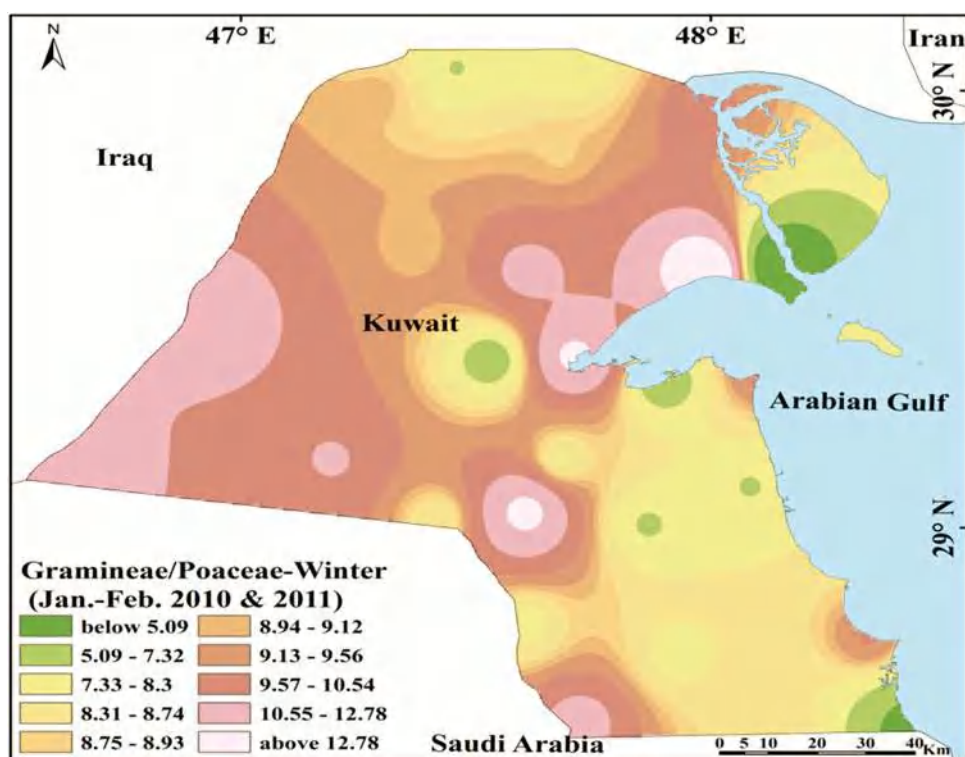 N
47° E
48° E
Iran
30° N
Iraq
Kuwait
Arabian Gulf
29° N
Gramineae/Poaceae-Winter
(Jan.-Feb. 2010 & 2011)
below 5.09
5.09 - 7.32
7.33 - 8.3
8.31 - 8.74
8.75 - 8.93
8.94 - 9.12
9.13 - 9.56
9.57 - 10.54
10.55 - 12.78
above 12.78
Saudi Arabia
0 5 10 20 30 40
Km